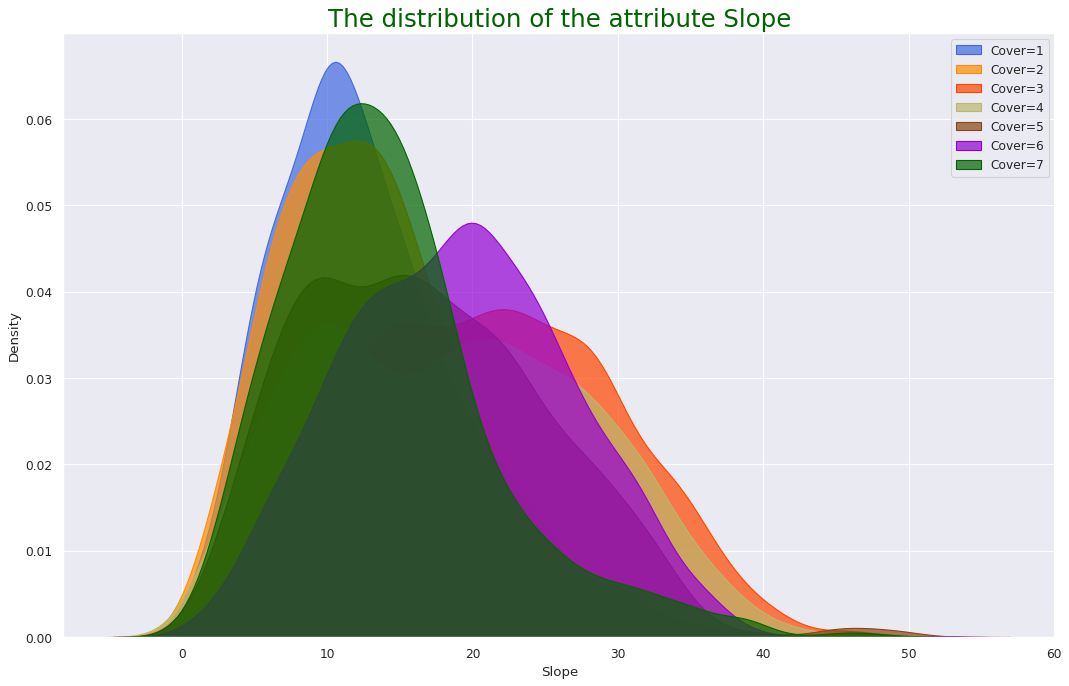 The distribution of the attribute Slope
Cover=1
Cover=2
Cover=3
Cover=4
Cover=5
Cover=6
Cover=7
0.06
0.05
0.04
0.03
0.02
0.01
0.00
Density
0 10 20 30 40 50 60
Slope